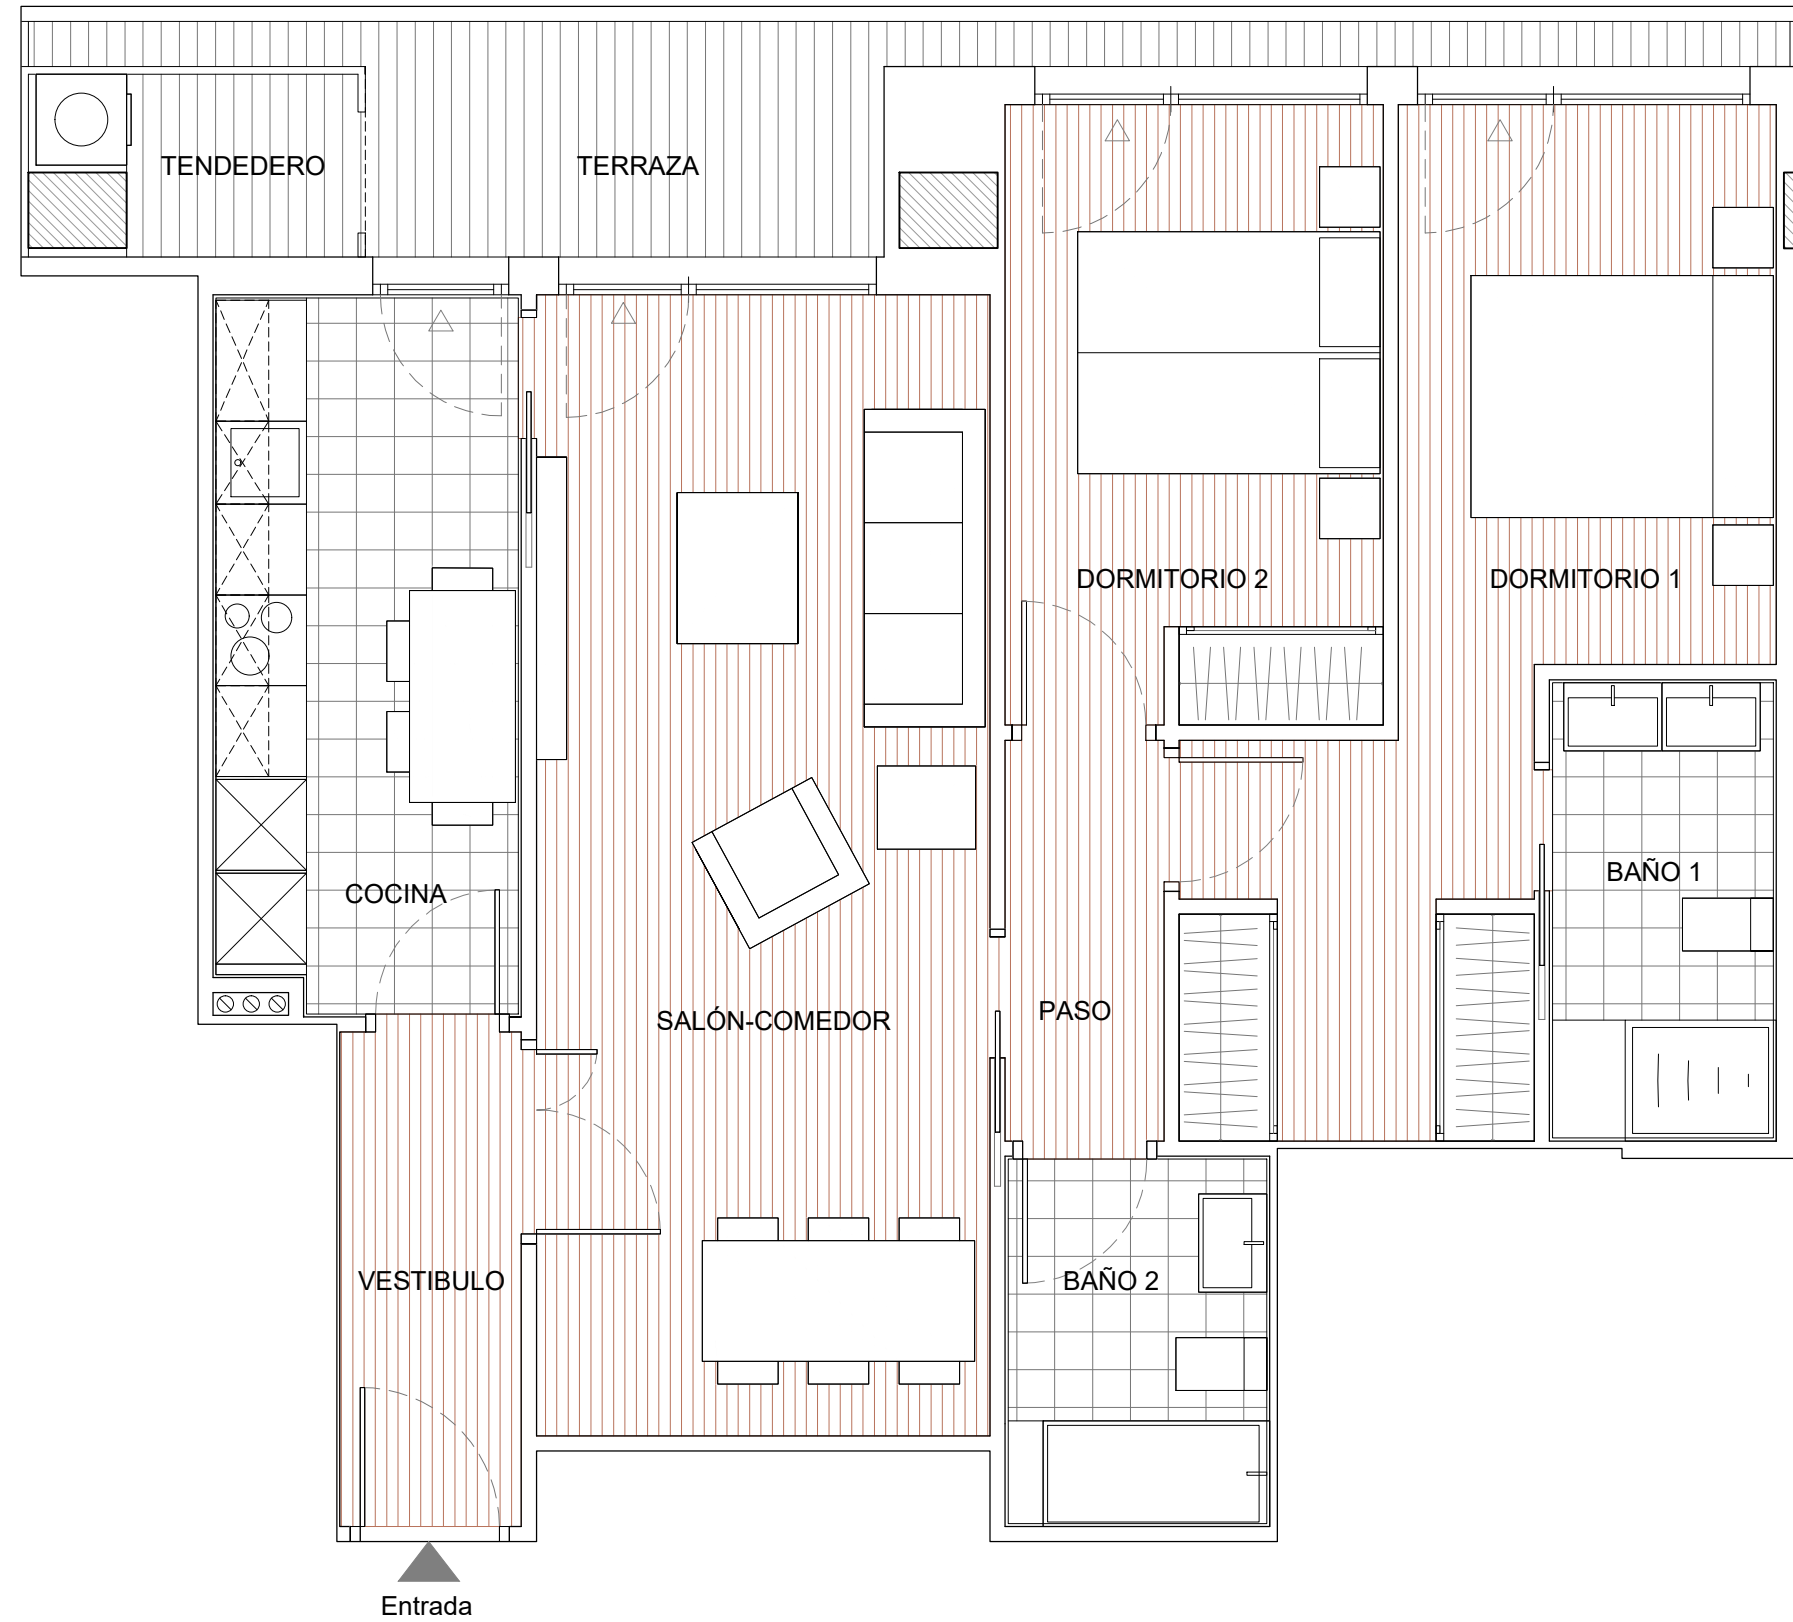 TENDEDERO
TERRAZA
DORMITORIO 2
DORMITORIO 1
COCINA
BAÑO 1
SALÓN-COMEDOR
PASO
VESTIBULO
BAÑO 2
Entrada